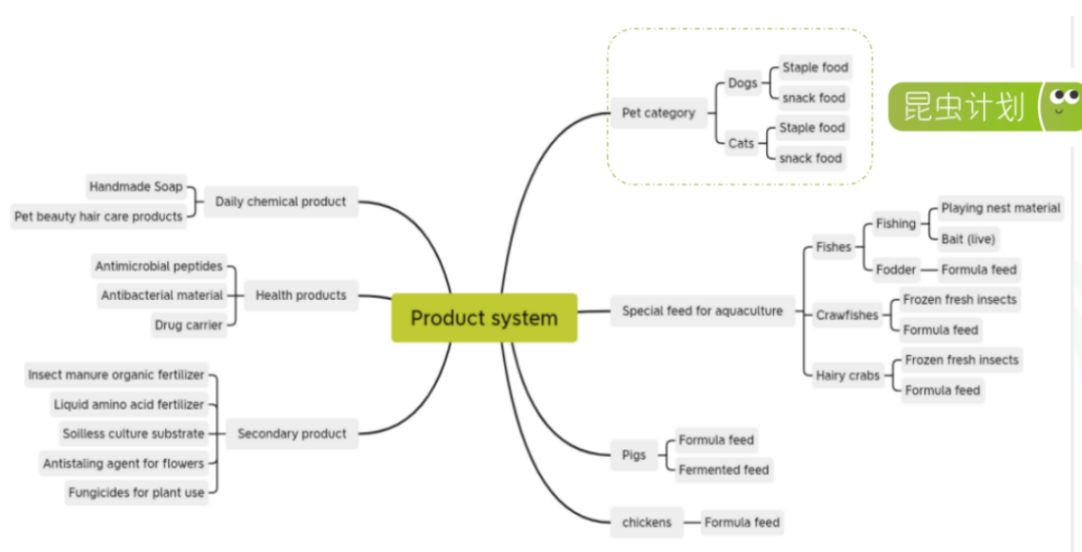 Product system
Pet category
Dogs
Staple food
snack food
Cats
Staple food
snack food
昆虫计划
Special feed for aquaculture
Fishes
Fishing
Playing nest material
Bait (live)
Fodder
Formula feed
Crawfishes
Frozen fresh insects
Formula feed
Hairy crabs
Frozen fresh insects
Formula feed
Pigs
Formula feed
Fermented feed
chickens
Formula feed
Daily chemical product
Handmade Soap
Pet beauty hair care products
Health products
Antimicrobial peptides
Antibacterial material
Drug carrier
Secondary product
Insect manure organic fertilizer
Liquid amino acid fertilizer
Soilless culture substrate
Antistaling agent for flowers
Fungicides for plant use